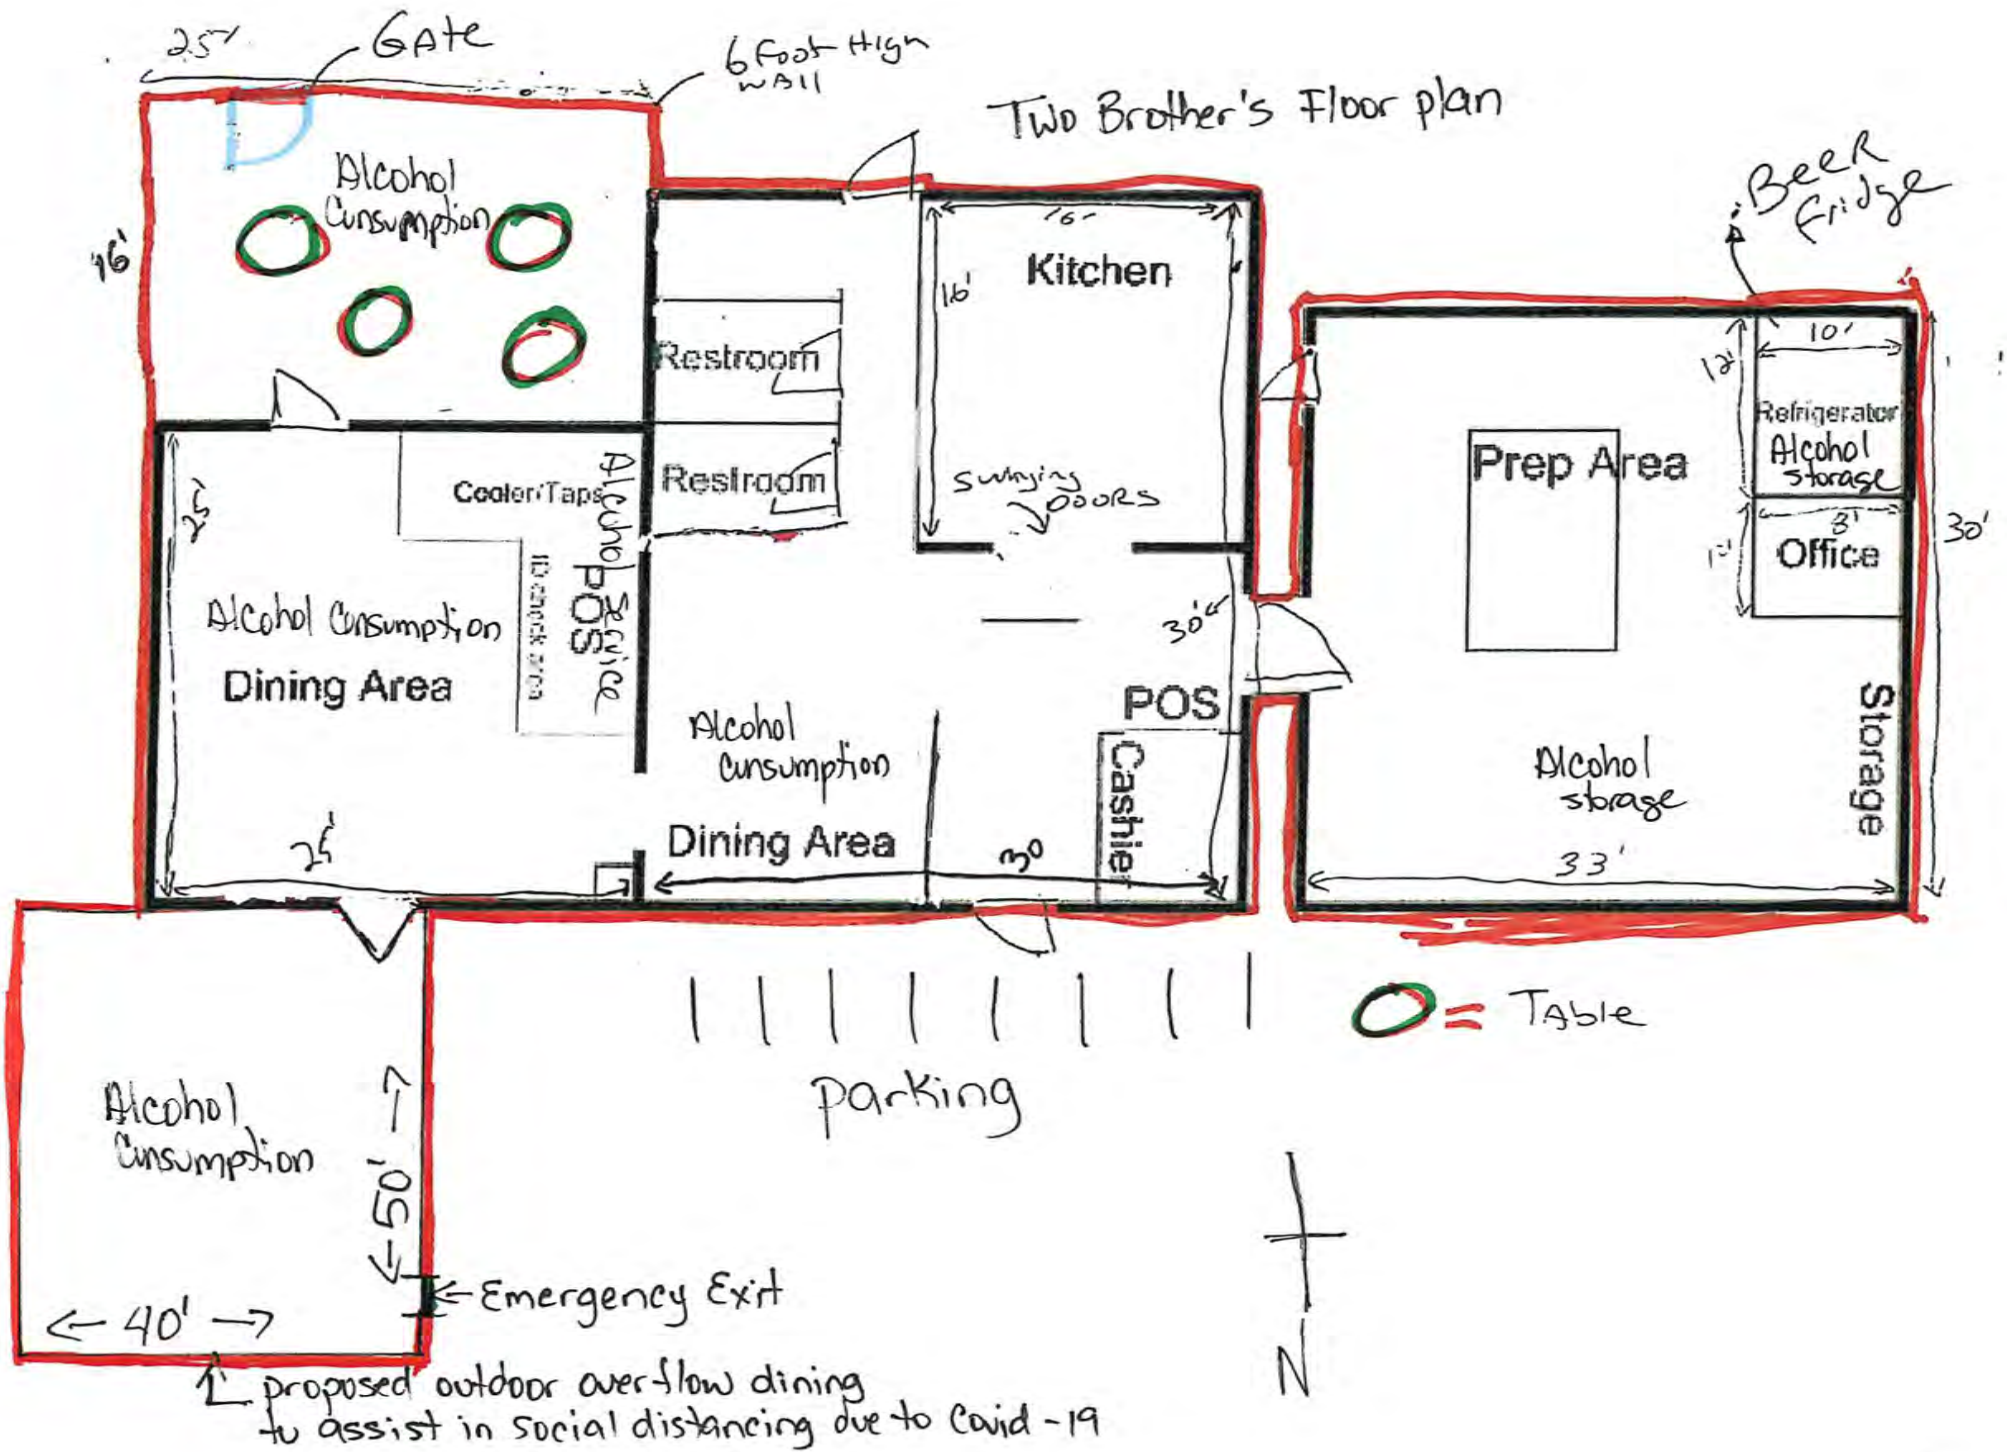 25'
GAte
6 Foot High
WAll
Two Brother's Floor plan
Beer
Fridge
Alcohol
Consumption
16'
16'
Kitchen
16'
Restroom
Restroom
Swinging
Doors
10'
12'
Refrigerator
Alcohol
storage
Prep Area
8'
Office
30'
Cooler/Taps
Alcohol Service
POS
ID check area
25'
Alcohol Consumption
Dining Area
25'
30'
POS
Cashier
Alcohol
Consumption
Dining Area
30
Storage
Alcohol
storage
33'
= TAble
parking
Alcohol
Consumption
50'
40'
Emergency Exit
N
proposed outdoor overflow dining
to assist in social distancing due to Covid-19